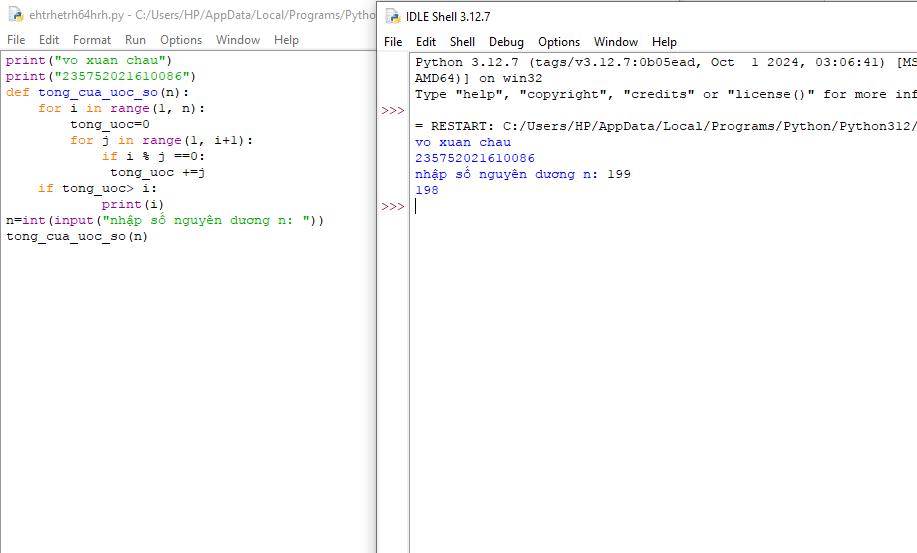 ehtrhetrh64hrh.py - C:/Users/HP/AppData/Local/Programs/Pytho
File Edit Format Run Options Window Help
print("vo xuan chau")
print("235752021610086")
def tong_cua_uoc_so(n):
    for i in range(1, n):
        tong_uoc=0
        for j in range(1, i+1):
            if i % j ==0:
             tong_uoc +=j
    if tong_uoc> i:
            print(i)
n=int(input("nhập số nguyên dương n: "))
tong_cua_uoc_so(n)
IDLE Shell 3.12.7
File Edit Shell Debug Options Window Help
Python 3.12.7 (tags/v3.12.7:0b05ead, Oct  1 2024, 03:06:41) [MS
AMD64)] on win32
Type "help", "copyright", "credits" or "license()" for more inf
>>>
= RESTART: C:/Users/HP/AppData/Local/Programs/Python/Python312/
vo xuan chau
235752021610086
nhập số nguyên dương n: 199
198
>>>